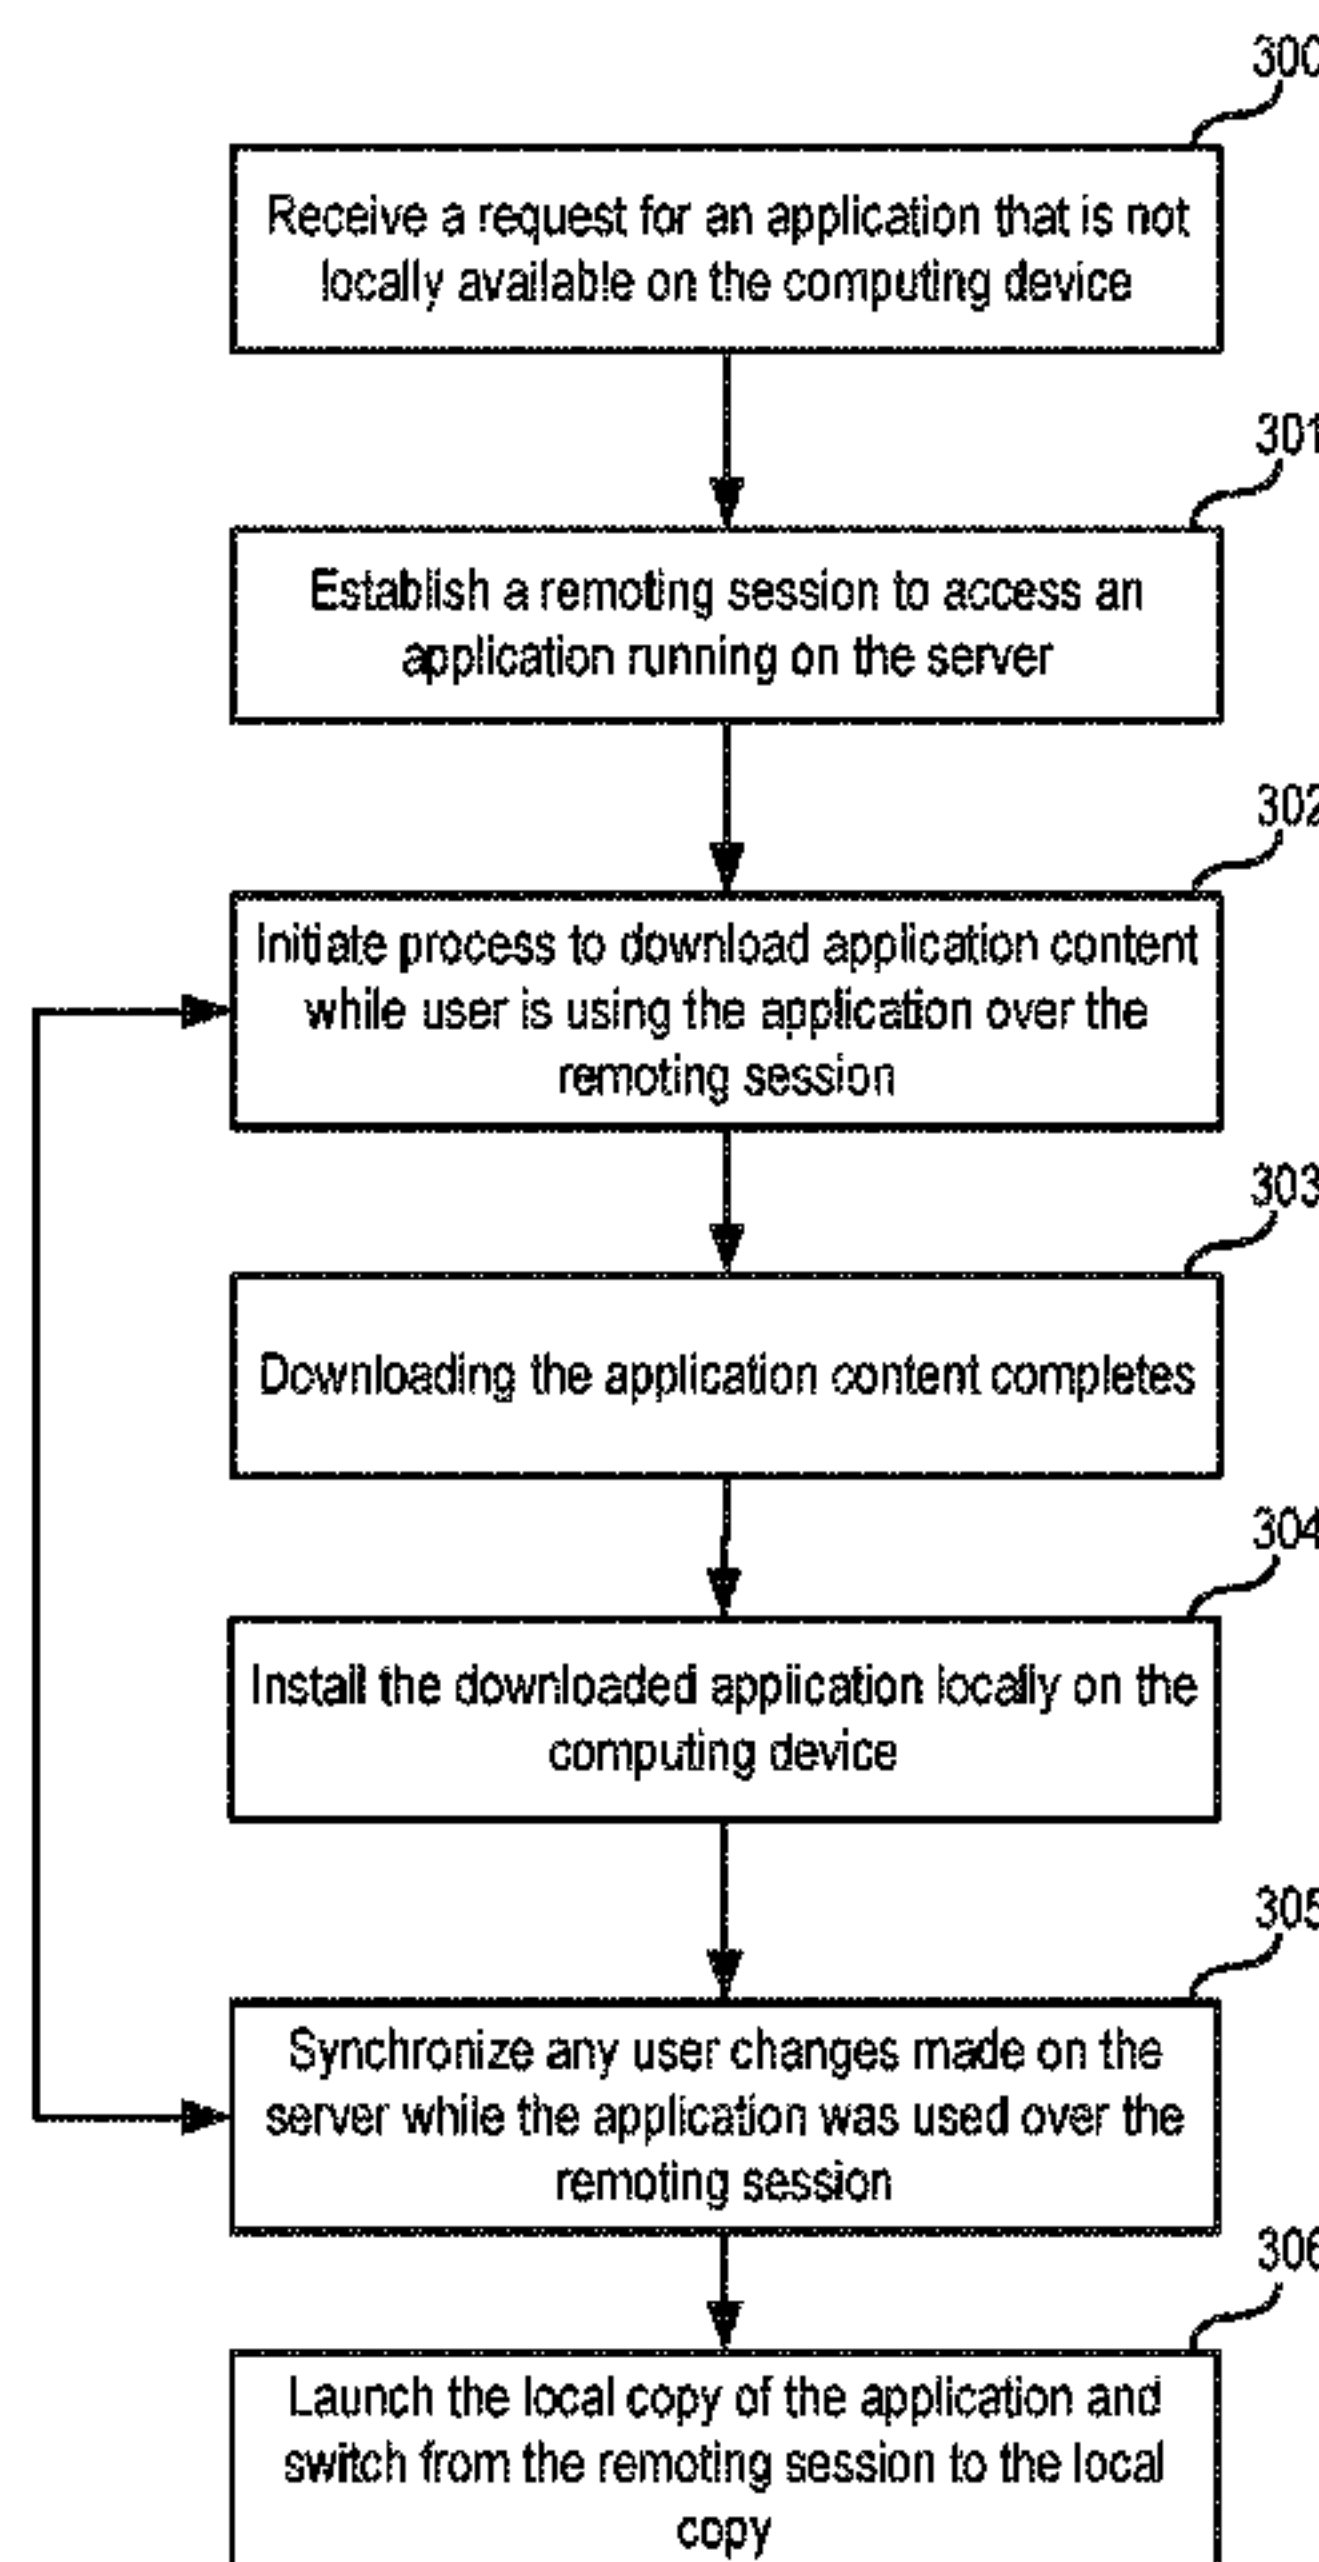 300
Receive a request for an application that is not
locally available on the computing device
301
Establish a remoting session to access an
application running on the server
302
Initiate process to download application content
while user is using the application over the
remoting session
303
Downloading the application content completes
304
Install the downloaded application locally on the
computing device
305
Synchronize any user changes made on the
server while the application was used over the
remoting session
306
Launch the local copy of the application and
switch from the remoting session to the local
copy